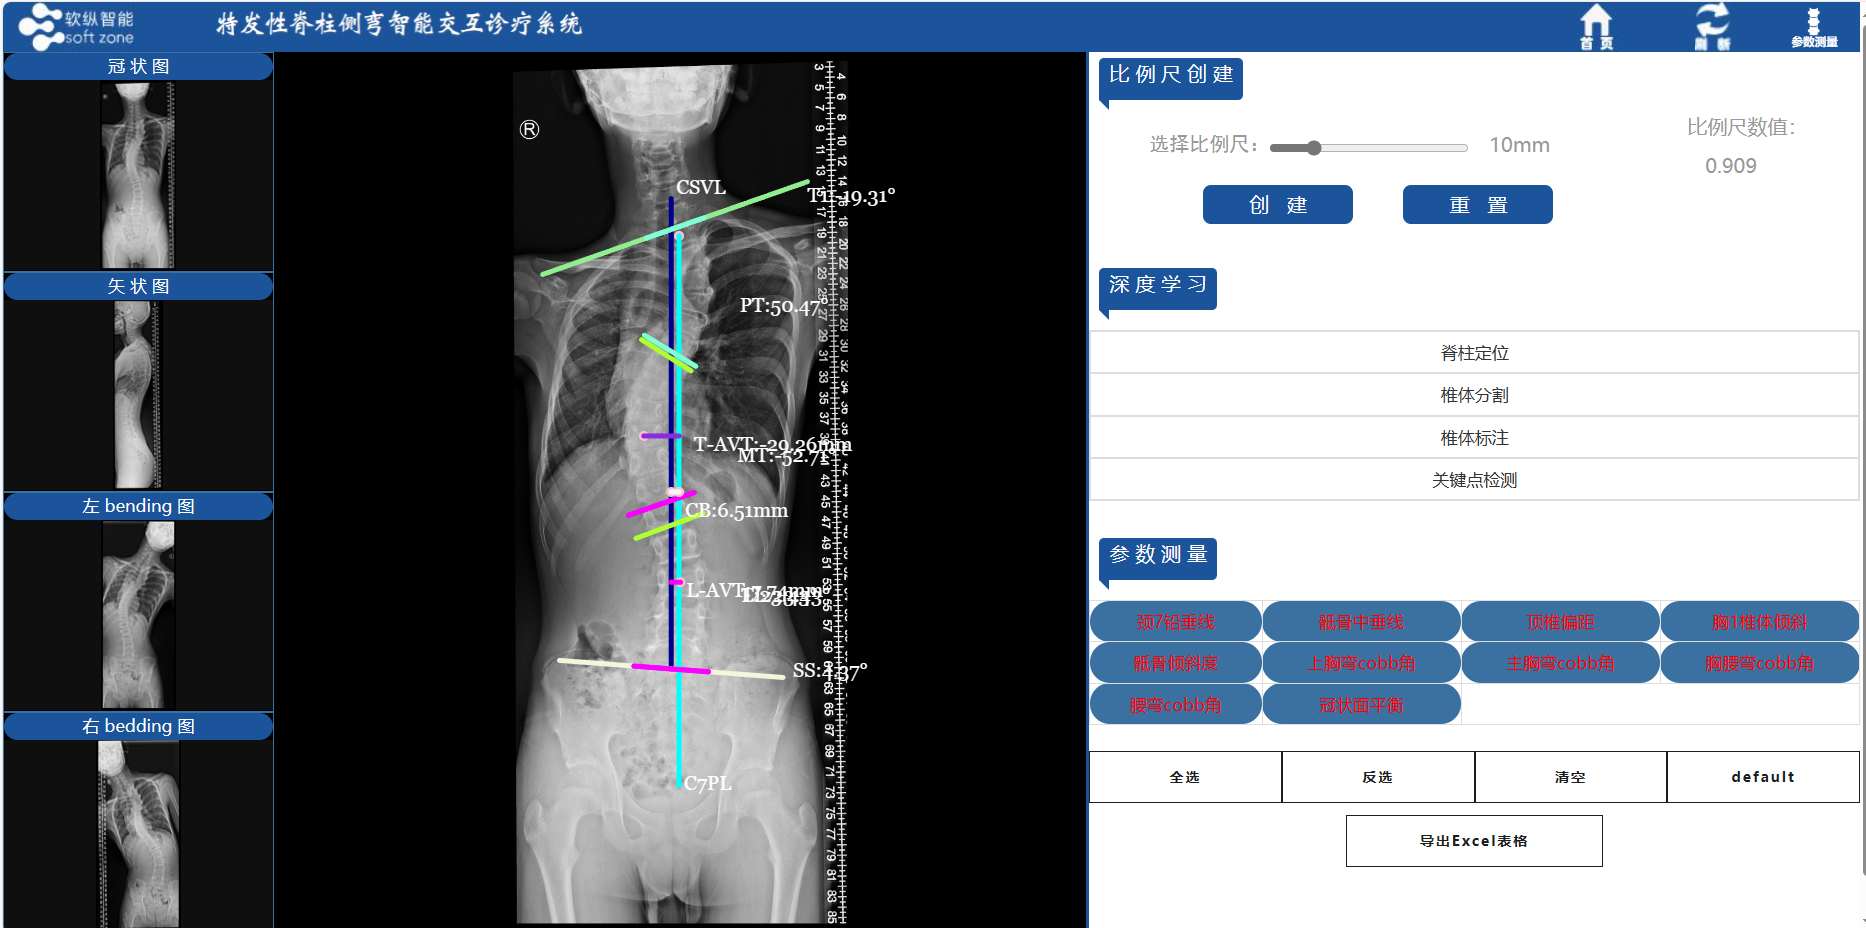 软纵智能
soft zone
特发性脊柱侧弯智能交互诊疗系统
首 页
刷 新
参数测量
冠 状 图
矢 状 图
左 bending 图
右 bedding 图
R
CSVL
T1:-19.31°
PT:50.47°
T-AVT:-29.26mm
MT:-52.71°
CB:6.51mm
L-AVT:7.74mm
SS:4.37°
C7PL
比 例 尺 创 建
选择比例尺：
10mm
比例尺数值：
0.909
创 建
重 置
深 度 学 习
脊柱定位
椎体分割
椎体标注
关键点检测
参 数 测 量
颈7铅垂线 骶骨中垂线 顶椎偏距 胸1椎体倾斜
骶骨倾斜度 上胸弯cobb角 主胸弯cobb角 胸腰弯cobb角
腰弯cobb角 冠状面平衡
全选 反选 清空 default
导出Excel表格